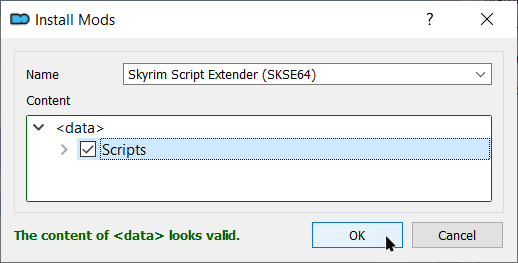 Install Mods
Name
Skyrim Script Extender (SKSE64)
Content
<data>
Scripts
The content of <data> looks valid.
OK
Cancel